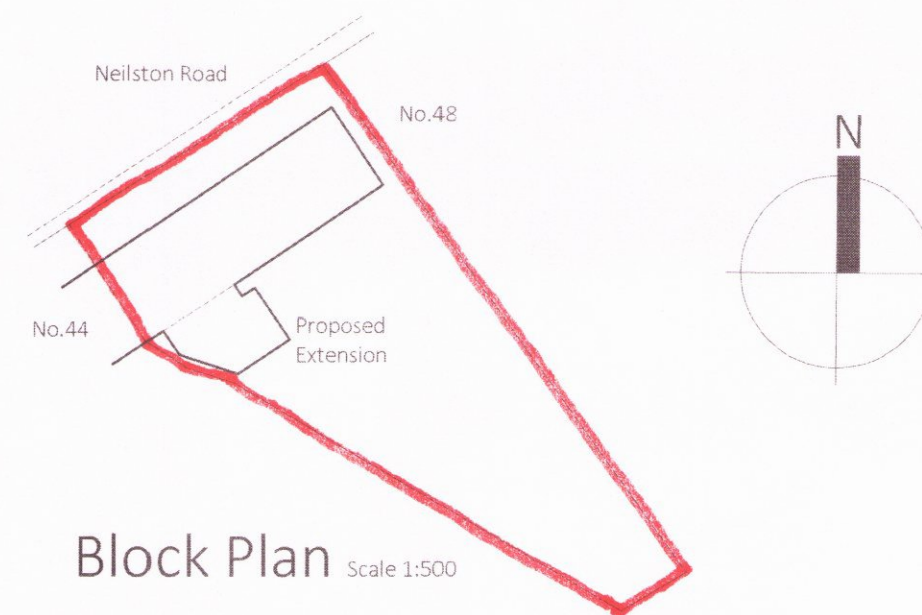 Neilston Road
No.48
N
No.44
Proposed
Extension
Block Plan Scale 1:500